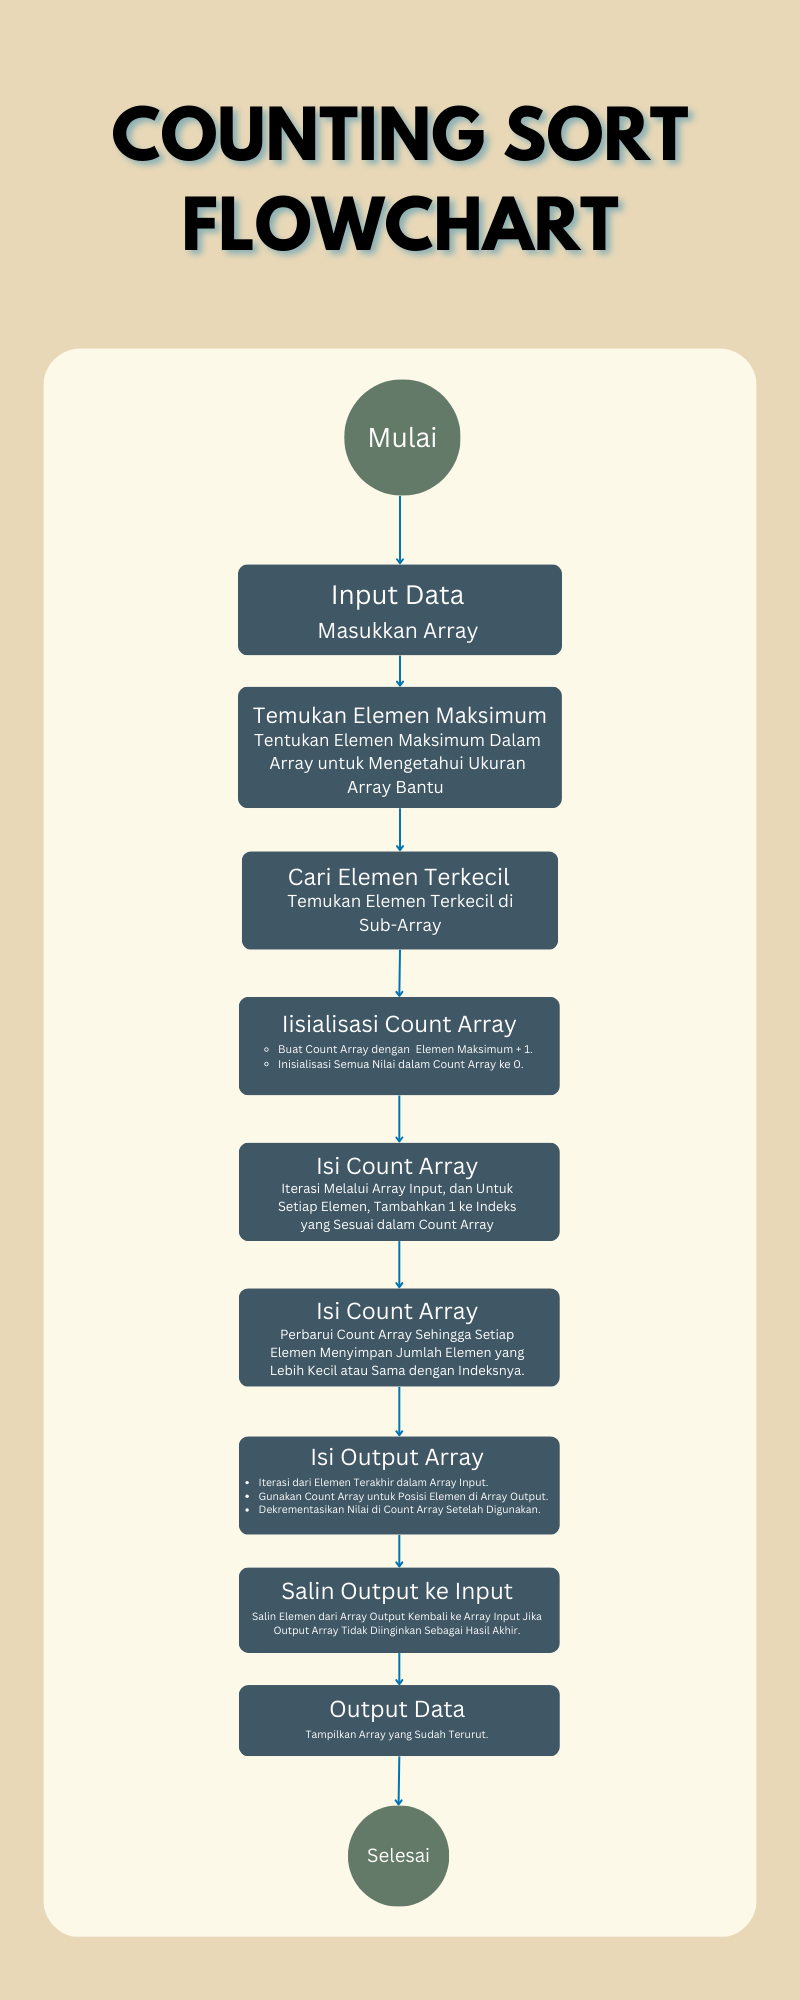 COUNTING SORT
FLOWCHART
Mulai
Input Data
Masukkan Array
Temukan Elemen Maksimum
Tentukan Elemen Maksimum Dalam
Array untuk Mengetahui Ukuran
Array Bantu
Cari Elemen Terkecil
Temukan Elemen Terkecil di
Sub-Array
Iisialisasi Count Array
Buat Count Array dengan Elemen Maksimum + 1.
Inisialisasi Semua Nilai dalam Count Array ke 0.
Isi Count Array
Iterasi Melalui Array Input, dan Untuk
Setiap Elemen, Tambahkan 1 ke Indeks
yang Sesuai dalam Count Array
Isi Count Array
Perbarui Count Array Sehingga Setiap
Elemen Menyimpan Jumlah Elemen yang
Lebih Kecil atau Sama dengan Indeksnya.
Isi Output Array
Iterasi dari Elemen Terakhir dalam Array Input.
Gunakan Count Array untuk Posisi Elemen di Array Output.
Dekrementasikan Nilai di Count Array Setelah Digunakan.
Salin Output ke Input
Salin Elemen dari Array Output Kembali ke Array Input Jika
Output Array Tidak Diinginkan Sebagai Hasil Akhir.
Output Data
Tampilkan Array yang Sudah Terurut.
Selesai